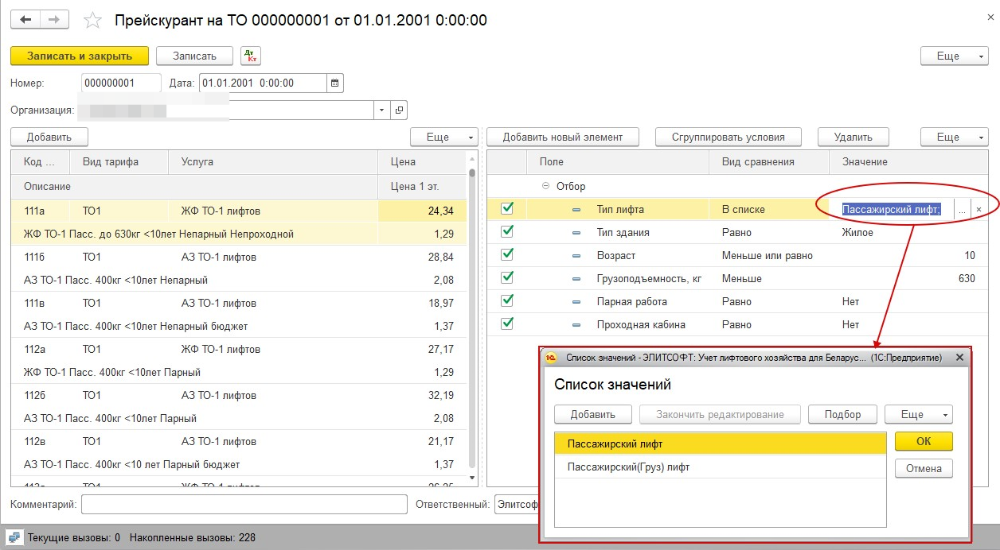 Прейскурант на ТО 000000001 от 01.01.2001 0:00:00
Записать и закрыть Записать Дт Кт Еще
Номер: 000000001 Дата: 01.01.2001 0:00:00
Организация:
Добавить Еще Добавить новый элемент Сгруппировать условия Удалить Еще
Код ... Вид тарифа Услуга Цена Поле Вид сравнения Значение
Описание Цена 1 эт. Отбор
111а ТО1 ЖФ ТО-1 лифтов 24,34 Тип лифта В списке Пассажирский лифт; ... ×
ЖФ ТО-1 Пасс. до 630кг <10лет Непарный Непроходной 1,29 Тип здания Равно Жилое
111б ТО1 АЗ ТО-1 лифтов 28,84 Возраст Меньше или равно 10
АЗ ТО-1 Пасс. 400кг <10лет Непарный 2,08 Грузоподъемность, кг Меньше 630
111в ТО1 АЗ ТО-1 лифтов 18,97 Парная работа Равно Нет
АЗ ТО-1 Пасс. 400кг <10лет Непарный бюджет 1,37 Проходная кабина Равно Нет
112а ТО1 ЖФ ТО-1 лифтов 27,17
ЖФ ТО-1 Пасс. 400кг <10лет Парный 1,29
112б ТО1 АЗ ТО-1 лифтов 32,19
АЗ ТО-1 Пасс. 400кг <10лет Парный 2,08
112в ТО1 АЗ ТО-1 лифтов 21,17
АЗ ТО-1 Пасс. 400кг <10 лет Парный бюджет 1,37
113а ТО1 ЖФ ТО-1 лифтов 26,25
1С Список значений - ЭЛИТСОФТ: Учет лифтового хозяйства для Беларус... (1С:Предприятие)
Список значений
Добавить Закончить редактирование Подбор Еще
Пассажирский лифт ОК
Пассажирский(Груз) лифт Отмена
Комментарий: Ответственный: Элитсоф
Текущие вызовы: 0 Накопленные вызовы: 228